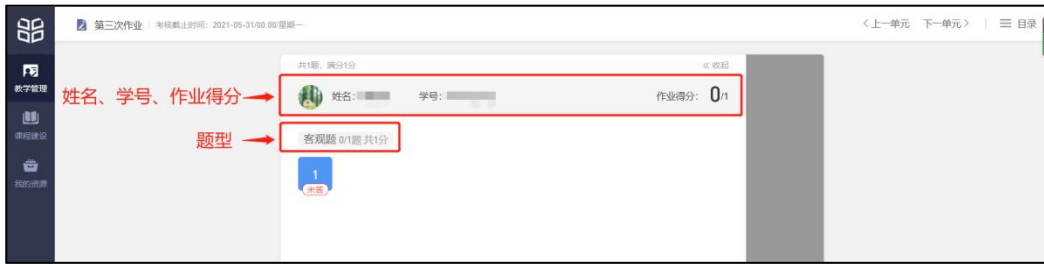 第三次作业 考核截止时间：2021-05-31/00:00/星期一
<上一单元 下一单元> 目录
教学管理
课程建设
我的资源
共1题，满分1分 《 收起
姓名、学号、作业得分
姓名： 学号： 作业得分： 0/1
题型
客观题 0/1题 共1分
1
未答